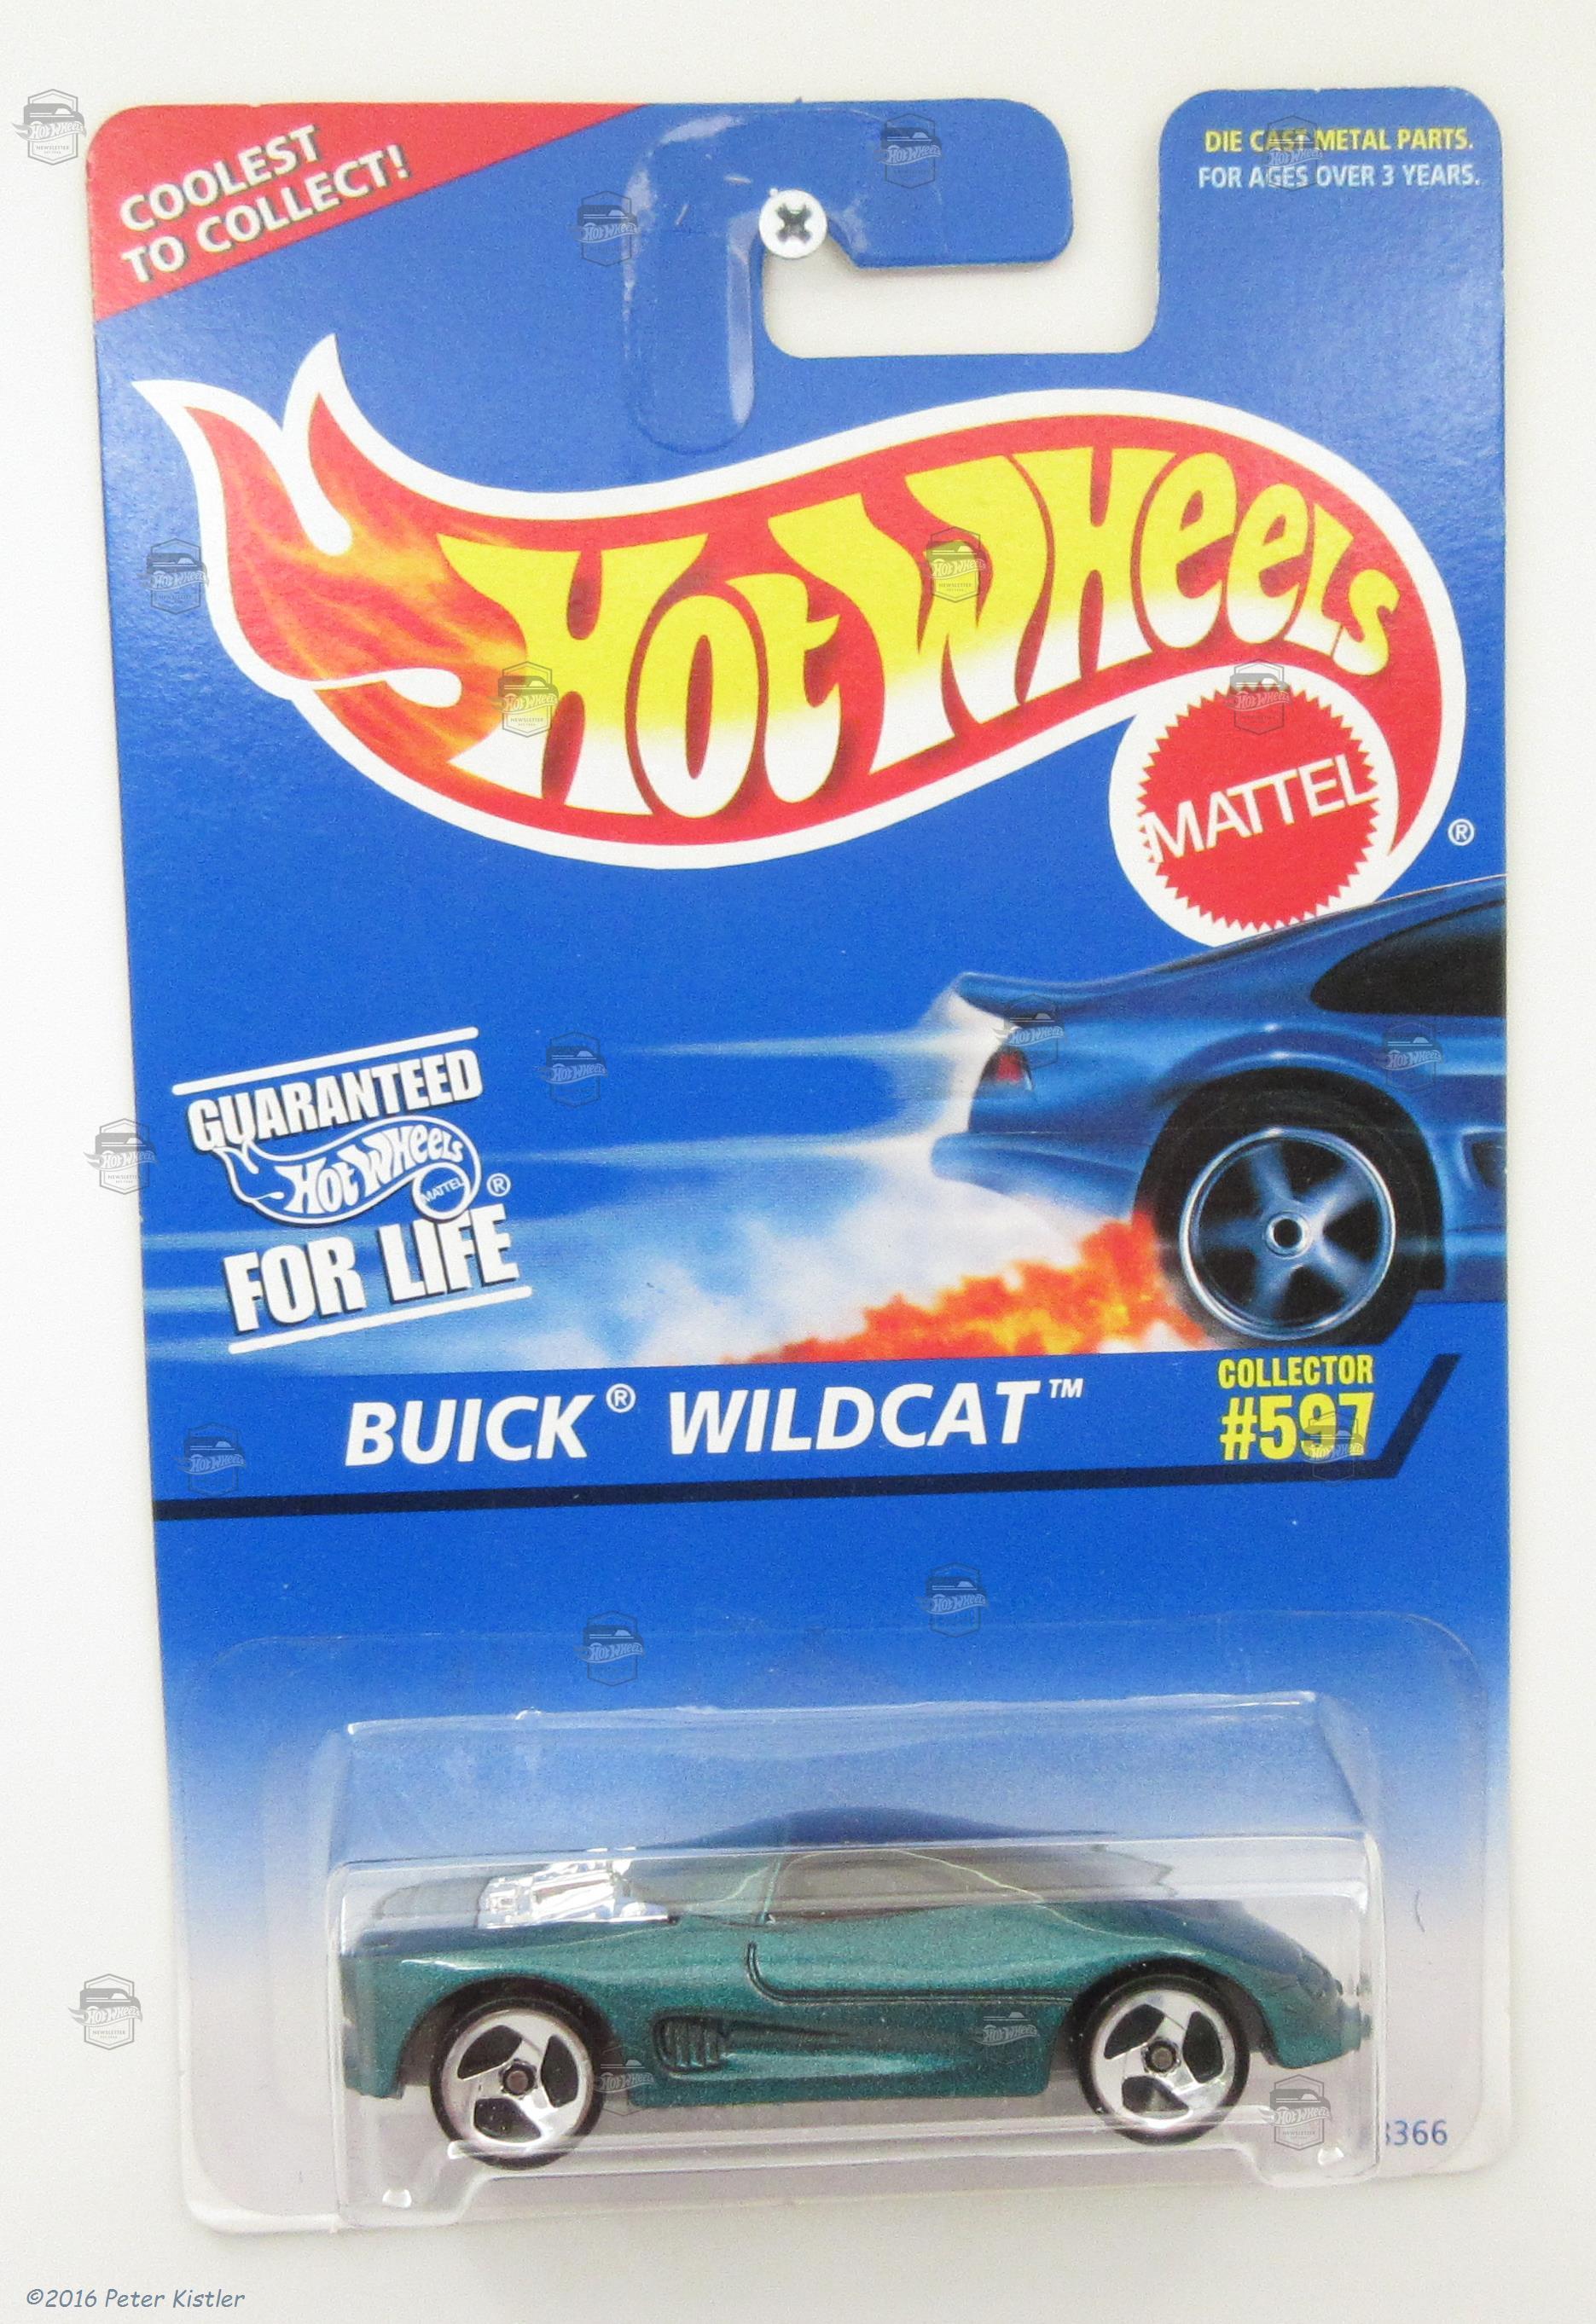 COOLEST
TO COLLECT!
DIE CAST METAL PARTS.
FOR AGES OVER 3 YEARS.
HOT WHEELS
MATTEL
®
GUARANTEED
HOT WHEELS
MATTEL
®
FOR LIFE
BUICK® WILDCAT™
COLLECTOR
#597
3366
©2016 Peter Kistler